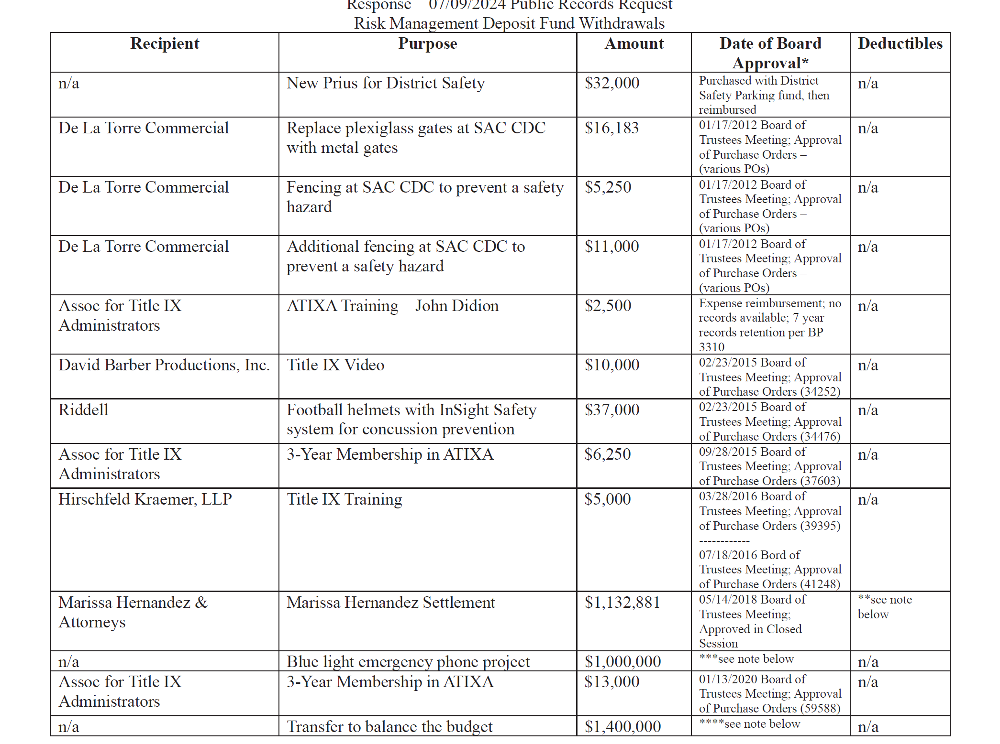 Response – 07/09/2024 Public Records Request
Risk Management Deposit Fund Withdrawals
Recipient
Purpose
Amount
Date of Board
Approval*
Deductibles
n/a
New Prius for District Safety
$32,000
Purchased with District
Safety Parking fund, then
reimbursed
n/a
De La Torre Commercial
Replace plexiglass gates at SAC CDC
with metal gates
$16,183
01/17/2012 Board of
Trustees Meeting; Approval
of Purchase Orders –
(various POs)
n/a
De La Torre Commercial
Fencing at SAC CDC to prevent a safety
hazard
$5,250
01/17/2012 Board of
Trustees Meeting; Approval
of Purchase Orders –
(various POs)
n/a
De La Torre Commercial
Additional fencing at SAC CDC to
prevent a safety hazard
$11,000
01/17/2012 Board of
Trustees Meeting; Approval
of Purchase Orders –
(various POs)
n/a
Assoc for Title IX
Administrators
ATIXA Training – John Didion
$2,500
Expense reimbursement; no
records available; 7 year
records retention per BP
3310
n/a
David Barber Productions, Inc.
Title IX Video
$10,000
02/23/2015 Board of
Trustees Meeting; Approval
of Purchase Orders (34252)
n/a
Riddell
Football helmets with InSight Safety
system for concussion prevention
$37,000
02/23/2015 Board of
Trustees Meeting; Approval
of Purchase Orders (34476)
n/a
Assoc for Title IX
Administrators
3-Year Membership in ATIXA
$6,250
09/28/2015 Board of
Trustees Meeting; Approval
of Purchase Orders (37603)
n/a
Hirschfeld Kraemer, LLP
Title IX Training
$5,000
03/28/2016 Board of
Trustees Meeting; Approval
of Purchase Orders (39395)
------------
07/18/2016 Bord of
Trustees Meeting; Approval
of Purchase Orders (41248)
n/a
Marissa Hernandez &
Attorneys
Marissa Hernandez Settlement
$1,132,881
05/14/2018 Board of
Trustees Meeting;
Approved in Closed
Session
**see note
below
n/a
Blue light emergency phone project
$1,000,000
***see note below
n/a
Assoc for Title IX
Administrators
3-Year Membership in ATIXA
$13,000
01/13/2020 Board of
Trustees Meeting; Approval
of Purchase Orders (59588)
n/a
n/a
Transfer to balance the budget
$1,400,000
****see note below
n/a